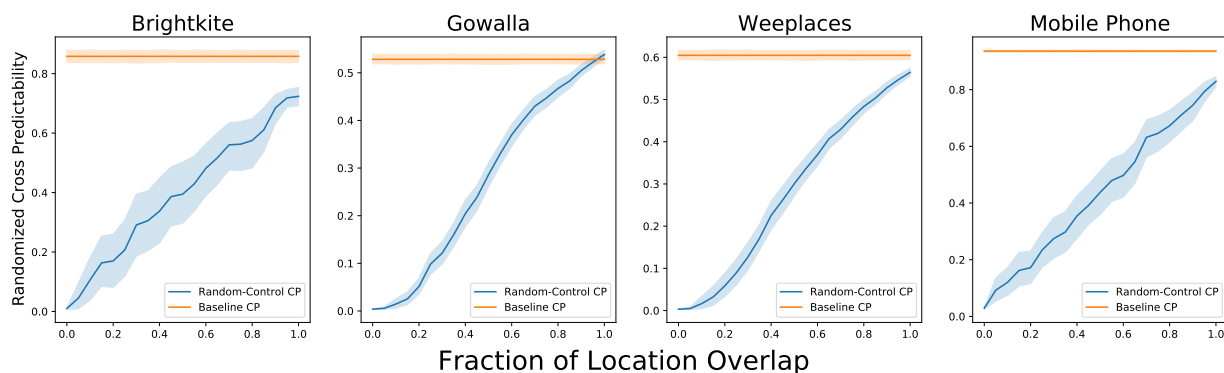 Brightkite
Gowalla
Weeplaces
Mobile Phone
Randomized Cross Predictability
0.8
0.6
0.4
0.2
0.0
Random-Control CP
Baseline CP
0.0 0.2 0.4 0.6 0.8 1.0
0.5
0.4
0.3
0.2
0.1
0.0
Random-Control CP
Baseline CP
0.0 0.2 0.4 0.6 0.8 1.0
0.6
0.5
0.4
0.3
0.2
0.1
0.0
Random-Control CP
Baseline CP
0.0 0.2 0.4 0.6 0.8 1.0
0.8
0.6
0.4
0.2
0.0
Random-Control CP
Baseline CP
0.0 0.2 0.4 0.6 0.8 1.0
Fraction of Location Overlap